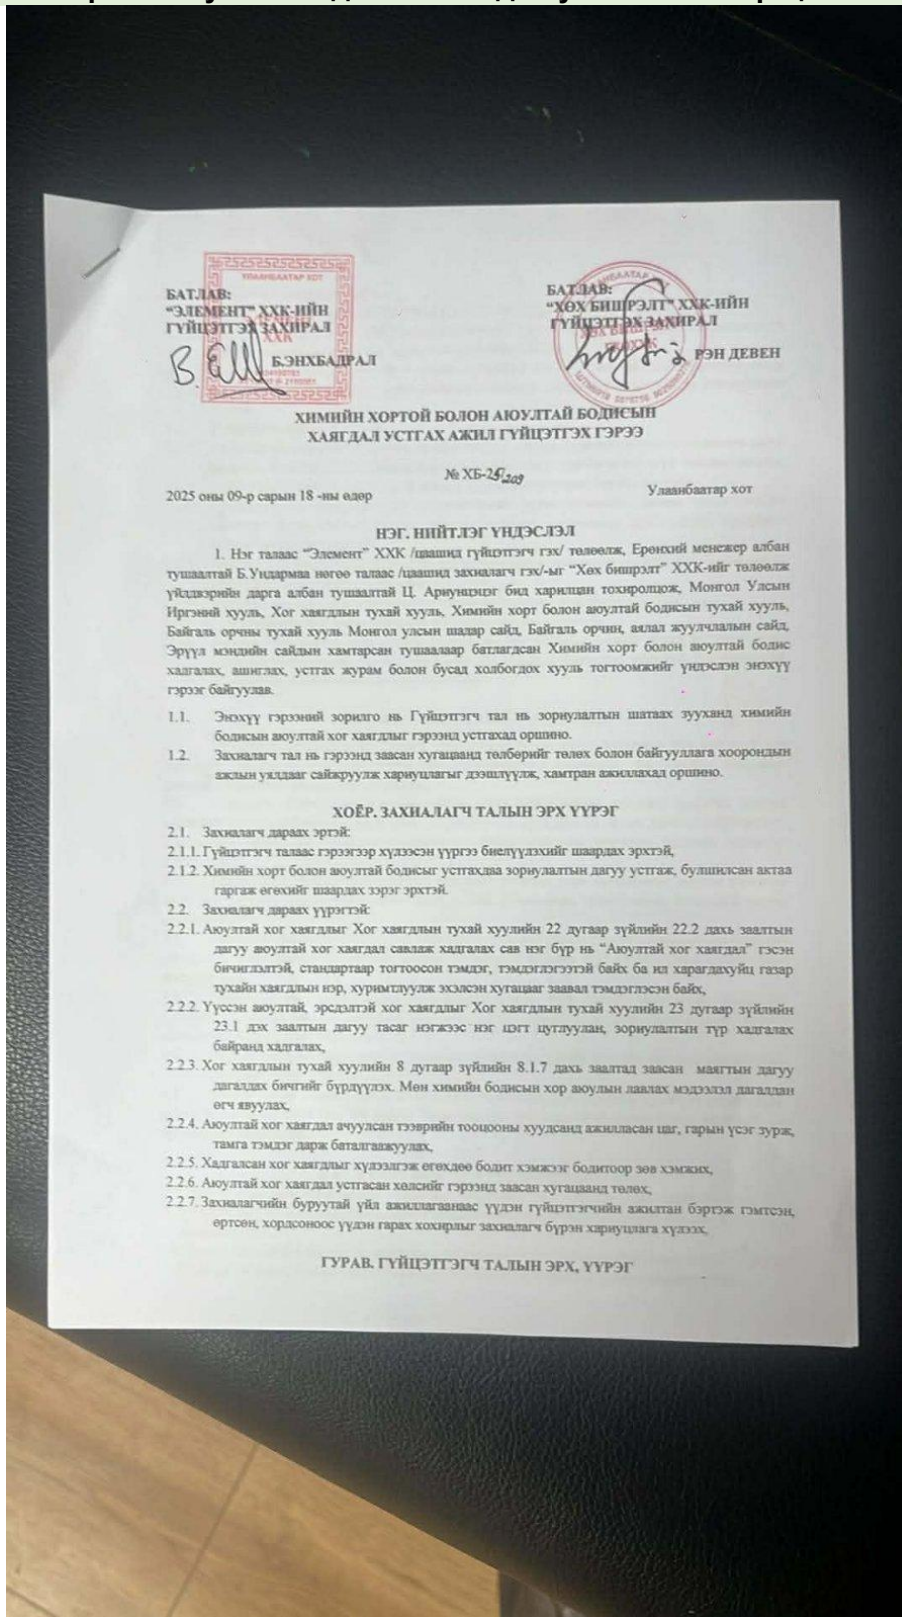 УЛААНБААТАР ХОТ
БАТЛАВ:
“ЭЛЕМЕНТ” ХХК-ИЙН
ГҮЙЦЭТГЭХ ЗАХИРАЛ
Б.ЭНХБАДРАЛ
БАТЛАВ:
“ХӨХ БИШРЭЛТ” ХХК-ИЙН
ГҮЙЦЭТГЭХ ЗАХИРАЛ
РЭН ДЕВЕН
ХИМИЙН ХОРТОЙ БОЛОН АЮУЛТАЙ БОДИСЫН
ХАЯГДАЛ УСТГАХ АЖИЛ ГҮЙЦЭТГЭХ ГЭРЭЭ
№ ХБ-25/209
2025 оны 09-р сарын 18 -ны өдөр
Улаанбаатар хот
НЭГ. НИЙТЛЭГ ҮНДЭСЛЭЛ
1. Нэг талаас “Элемент” ХХК /цаашид гүйцэтгэгч гэх/ төлөөлж, Ерөнхий менежер албан
тушаалтай Б.Ундармаа нөгөө талаас /цаашид захиалагч гэх/-ыг “Хөх бишрэлт” ХХК-ийг төлөөлж
үйлдвэрийн дарга албан тушаалтай Ц. Ариунцэцэг бид харилцан тохиролцож, Монгол Улсын
Иргэний хууль, Хог хаягдлын тухай хууль, Химийн хорт болон аюултай бодисын тухай хууль,
Байгаль орчны тухай хууль Монгол улсын шадар сайд, Байгаль орчин, аялал жуулчлалын сайд,
Эрүүл мэндийн сайдын хамтарсан тушаалаар батлагдсан Химийн хорт болон аюултай бодис
хадгалах, ашиглах, устгах журам болон бусад холбогдох хууль тогтоомжийг үндэслэн энэхүү
гэрээг байгуулав.
1.1. Энэхүү гэрээний зорилго нь Гүйцэтгэгч тал нь зориулалтын шатаах зууханд химийн
бодисын аюултай хог хаягдлыг гэрээнд устгахад оршино.
1.2. Захиалагч тал нь гэрээнд заасан хугацаанд төлбөрийг төлөх болон байгууллага хоорондын
ажлын уялдааг сайжруулж хариуцлагыг дээшлүүлж, хамтран ажиллахад оршино.
ХОЁР. ЗАХИАЛАГЧ ТАЛЫН ЭРХ ҮҮРЭГ
2.1. Захиалагч дараах эртэй:
2.1.1. Гүйцэтгэгч талаас гэрээгээр хүлээсэн үүргээ биелүүлэхийг шаардах эрхтэй,
2.1.2. Химийн хорт болон аюултай бодисыг устгахдаа зориулалтын дагуу устгаж, булшилсан актаа
гаргаж өгөхийг шаардах зэрэг эрхтэй.
2.2. Захиалагч дараах үүрэгтэй:
2.2.1. Аюултай хог хаягдлыг Хог хаягдлын тухай хуулийн 22 дугаар зүйлийн 22.2 дахь заалтын
дагуу аюултай хог хаягдал савлаж хадгалах сав нэг бүр нь “Аюултай хог хаягдал” гэсэн
бичиглэлтэй, стандартаар тогтоосон тэмдэг, тэмдэглэгээтэй байх ба ил харагдахуйц газар
тухайн хаягдлын нэр, хуримтлуулж эхэлсэн хугацааг заавал тэмдэглэсэн байх,
2.2.2. Үүссэн аюултай, эрсдэлтэй хог хаягдлыг Хог хаягдлын тухай хуулийн 23 дугаар зүйлийн
23.1 дэх заалтын дагуу тасаг нэгжээс нэг цэгт цуглуулан, зориулалтын түр хадгалах
байранд хадгалах,
2.2.3. Хог хаягдлын тухай хуулийн 8 дугаар зүйлийн 8.1.7 дахь заалтад заасан маягтын дагуу
дагалдах бичгийг бүрдүүлэх. Мөн химийн бодисын хор аюулын лавлах мэдээлэл дагалдан
өгч явуулах,
2.2.4. Аюултай хог хаягдал ачуулсан тээврийн тооцооны хуудсанд ажилласан цаг, гарын үсэг зурж,
тамга тэмдэг дарж баталгаажуулах,
2.2.5. Хадгалсан хог хаягдлыг хүлээлгэж өгөхдөө бодит хэмжээг бодитоор зөв хэмжих,
2.2.6. Аюултай хог хаягдал устгасан хөлсийг гэрээнд заасан хугацаанд төлөх,
2.2.7. Захиалагчийн буруутай үйл ажиллагаанаас үүдэн гүйцэтгэгчийн ажилтан бэртэж гэмтсэн,
өртсөн, хордсоноос үүдэн гарах хохирлыг захиалагч бүрэн хариуцлага хүлээх,
ГУРАВ. ГҮЙЦЭТГЭГЧ ТАЛЫН ЭРХ, ҮҮРЭГ